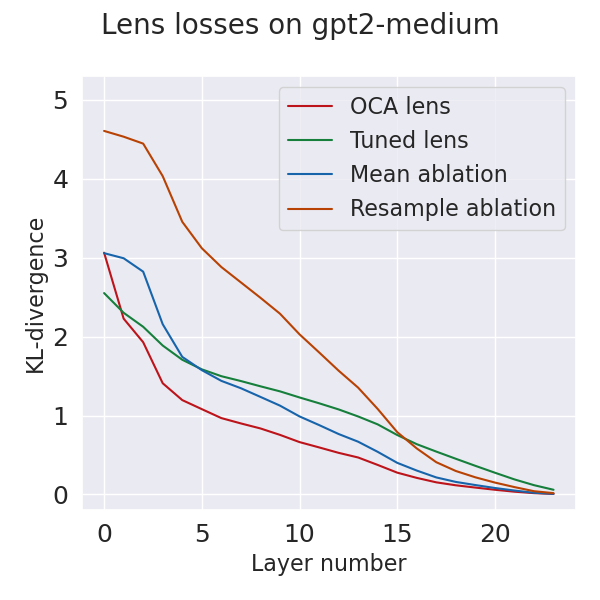 Lens losses on gpt2-medium
OCA lens
Tuned lens
Mean ablation
Resample ablation
KL-divergence
5
4
3
2
1
0
0 5 10 15 20
Layer number